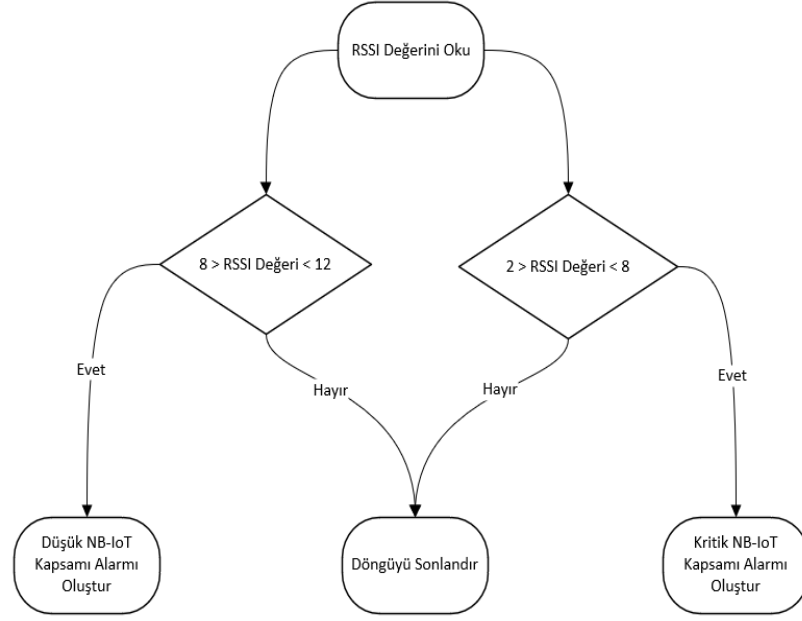 RSSI Değerini Oku
8 > RSSI Değeri < 12
2 > RSSI Değeri < 8
Evet
Hayır
Hayır
Evet
Düşük NB-IoT
Kapsamı Alarmı
Oluştur
Döngüyü Sonlandır
Kritik NB-IoT
Kapsamı Alarmı
Oluştur